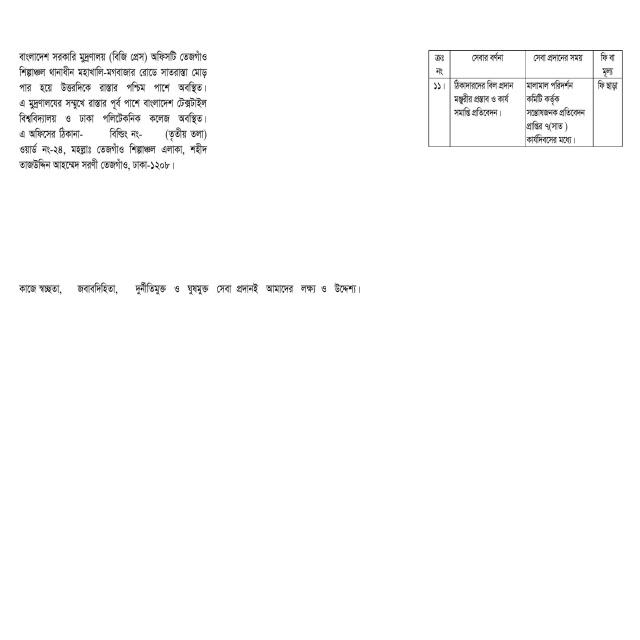 বাংলাদেশ সরকারি মুদ্রণালয় (বিজি প্রেস) অফিসটি তেজগাঁও
শিল্পাঞ্চল থানাধীন মহাখালি-মগবাজার রোডে সাতরাস্তা মোড়
পার হয়ে উত্তরদিকে রাস্তার পশ্চিম পাশে অবস্থিত।
এ মুদ্রণালয়ের সম্মুখে রাস্তার পূর্ব পাশে বাংলাদেশ টেক্সটাইল
বিশ্ববিদ্যালয় ও ঢাকা পলিটেকনিক কলেজ অবস্থিত।
এ অফিসের ঠিকানা- বিল্ডিং নং- (তৃতীয় তলা)
ওয়ার্ড নং-২৪, মহল্লাঃ তেজগাঁও শিল্পাঞ্চল এলাকা, শহীদ
তাজউদ্দিন আহম্মেদ সরণী তেজগাঁও, ঢাকা-১২০৮।
ক্রঃ নং
সেবার বর্ণনা
সেবা প্রদানের সময়
ফি বা মূল্য
১১।
ঠিকাদারদের বিল প্রদান
মঞ্জুরীর প্রস্তাব ও কার্য
সমাপ্তি প্রতিবেদন।
মালামাল পরিদর্শন
কমিটি কর্তৃক
সন্তোষজনক প্রতিবেদন
প্রাপ্তির ৭(সাত )
কার্যদিবসের মধ্যে।
ফি ছাড়া
কাজে স্বচ্ছতা, জবাবদিহিতা, দুর্নীতিমুক্ত ও ঘুষমুক্ত সেবা প্রদানই আমাদের লক্ষ্য ও উদ্দেশ্য।